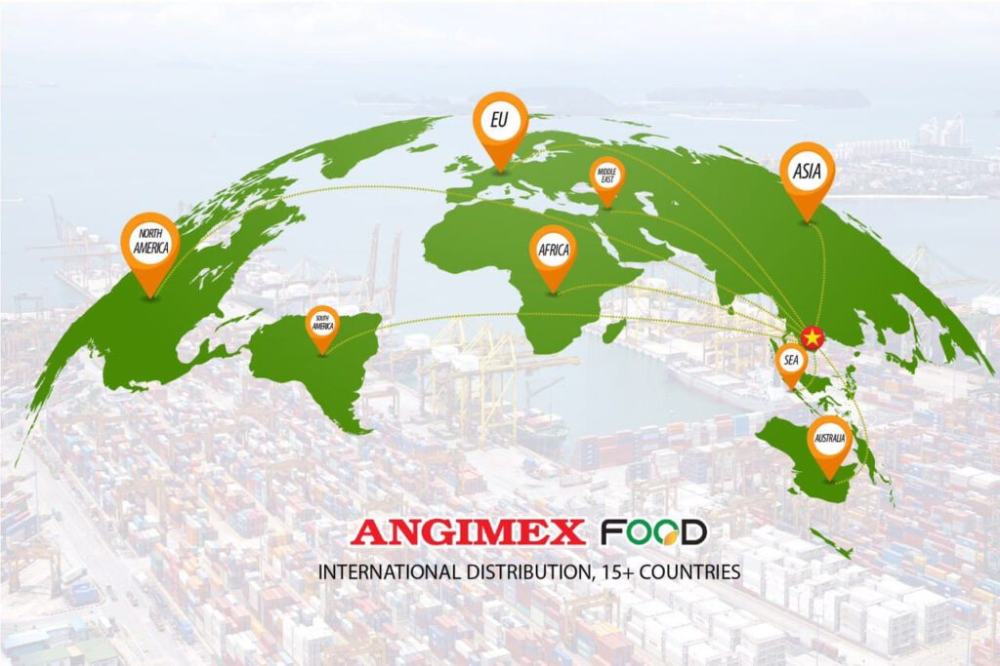 EU
ASIA
MIDDLE
EAST
NORTH
AMERICA
AFRICA
SOUTH
AMERICA
SEA
AUSTRALIA
ANGIMEX FOOD
INTERNATIONAL DISTRIBUTION, 15+ COUNTRIES